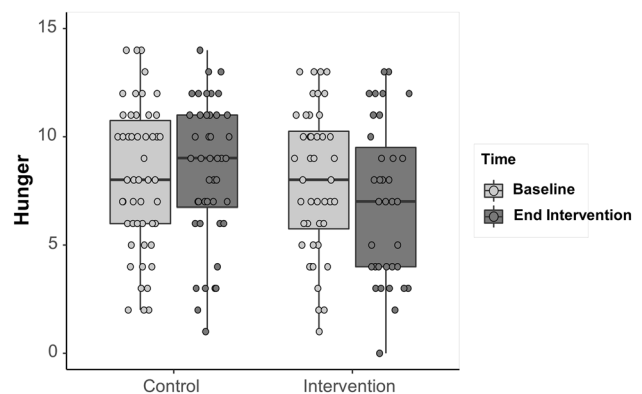 15
10
5
0
Hunger
Control
Intervention
Time
Baseline
End Intervention